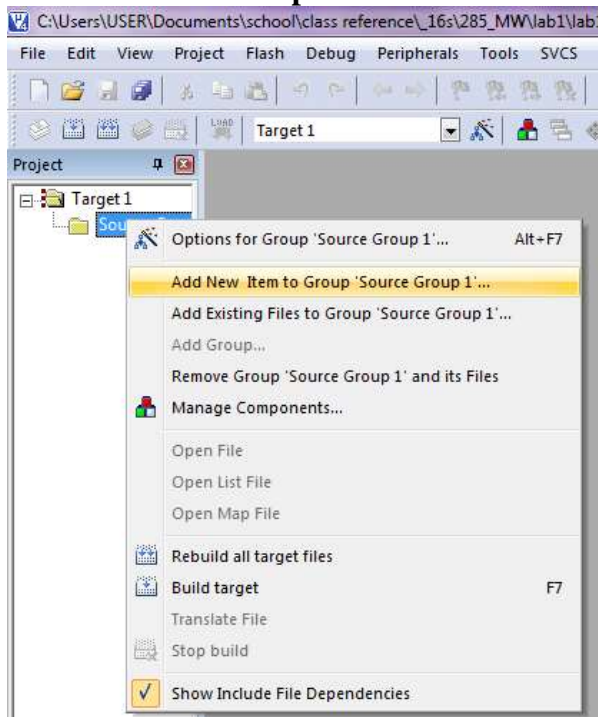 C:\Users\USER\Documents\school\class reference\_16s\285_MW\lab1\lab1
File Edit View Project Flash Debug Peripherals Tools SVCS
LOAD Target 1
Project
Target 1
Options for Group 'Source Group 1'... Alt+F7
Add New Item to Group 'Source Group 1'...
Add Existing Files to Group 'Source Group 1'...
Add Group...
Remove Group 'Source Group 1' and its Files
Manage Components...
Open File
Open List File
Open Map File
Rebuild all target files
Build target F7
Translate File
Stop build
Show Include File Dependencies